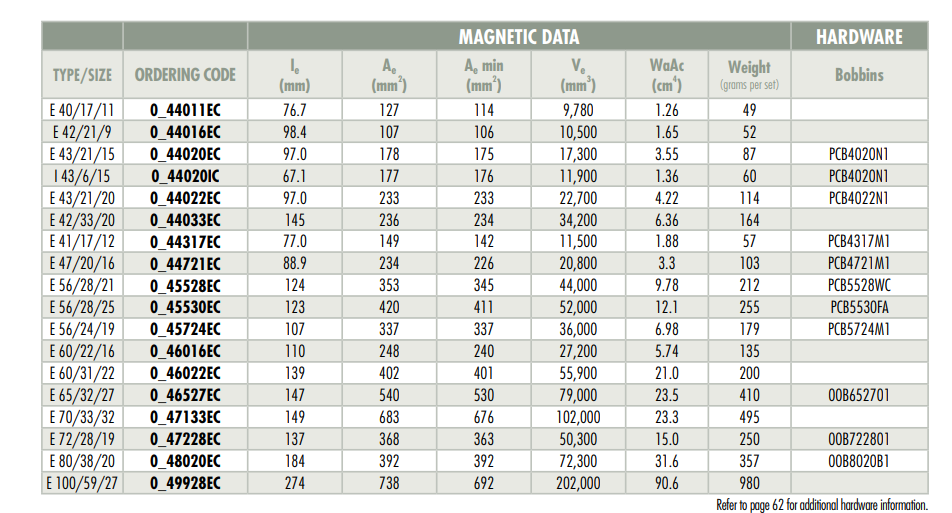 MAGNETIC DATA HARDWARE
TYPE/SIZE ORDERING CODE lₑ (mm) Aₑ (mm²) Aₑ min (mm²) Vₑ (mm³) WaAc (cm⁴) Weight (grams per set) Bobbins
E 40/17/11 0_44011EC 76.7 127 114 9,780 1.26 49
E 42/21/9 0_44016EC 98.4 107 106 10,500 1.65 52
E 43/21/15 0_44020EC 97.0 178 175 17,300 3.55 87 PCB4020N1
I 43/6/15 0_44020IC 67.1 177 176 11,900 1.36 60 PCB4020N1
E 43/21/20 0_44022EC 97.0 233 233 22,700 4.22 114 PCB4022N1
E 42/33/20 0_44033EC 145 236 234 34,200 6.36 164
E 41/17/12 0_44317EC 77.0 149 142 11,500 1.88 57 PCB4317M1
E 47/20/16 0_44721EC 88.9 234 226 20,800 3.3 103 PCB4721M1
E 56/28/21 0_45528EC 124 353 345 44,000 9.78 212 PCB5528WC
E 56/28/25 0_45530EC 123 420 411 52,000 12.1 255 PCB5530FA
E 56/24/19 0_45724EC 107 337 337 36,000 6.98 179 PCB5724M1
E 60/22/16 0_46016EC 110 248 240 27,200 5.74 135
E 60/31/22 0_46022EC 139 402 401 55,900 21.0 200
E 65/32/27 0_46527EC 147 540 530 79,000 23.5 410 00B652701
E 70/33/32 0_47133EC 149 683 676 102,000 23.3 495
E 72/28/19 0_47228EC 137 368 363 50,300 15.0 250 00B722801
E 80/38/20 0_48020EC 184 392 392 72,300 31.6 357 00B8020B1
E 100/59/27 0_49928EC 274 738 692 202,000 90.6 980
Refer to page 62 for additional hardware information.